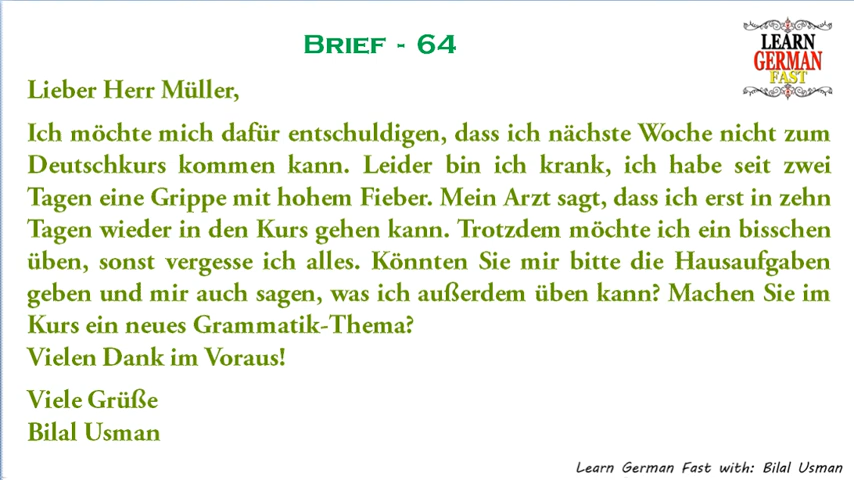 BRIEF - 64
LEARN
GERMAN
FAST
Lieber Herr Müller,
Ich möchte mich dafür entschuldigen, dass ich nächste Woche nicht zum
Deutschkurs kommen kann. Leider bin ich krank, ich habe seit zwei
Tagen eine Grippe mit hohem Fieber. Mein Arzt sagt, dass ich erst in zehn
Tagen wieder in den Kurs gehen kann. Trotzdem möchte ich ein bisschen
üben, sonst vergesse ich alles. Könnten Sie mir bitte die Hausaufgaben
geben und mir auch sagen, was ich außerdem üben kann? Machen Sie im
Kurs ein neues Grammatik-Thema?
Vielen Dank im Voraus!
Viele Grüße
Bilal Usman
Learn German Fast with: Bilal Usman